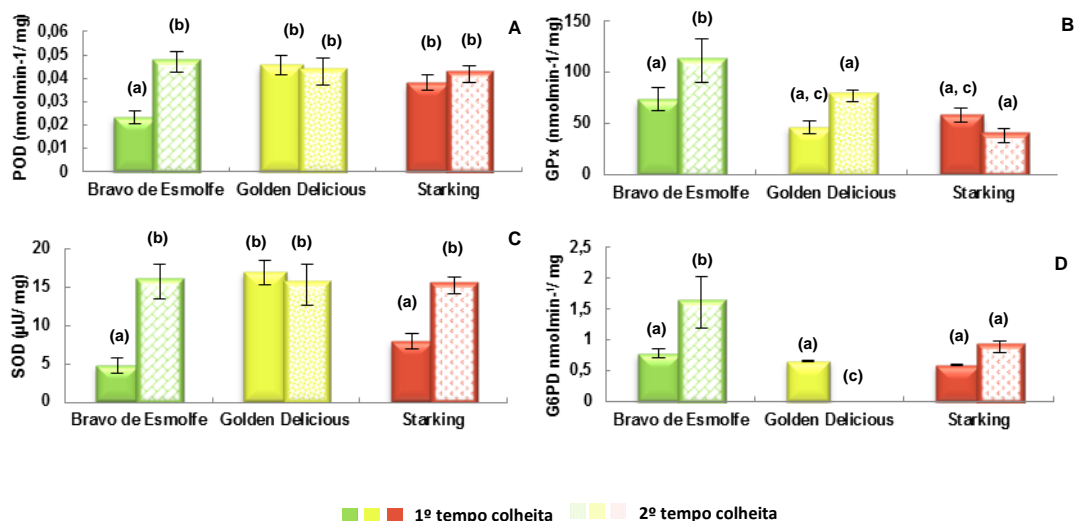 A
POD (nmolmin-1/ mg)
0,06
0,05
0,04
0,03
0,02
0,01
0
(a) (b) (b) (b) (b) (b)
Bravo de Esmolfe Golden Delicious Starking
B
GPx (nmolmin-1/ mg)
150
100
50
0
(a) (b) (a, c) (a) (a, c) (a)
Bravo de Esmolfe Golden Delicious Starking
C
SOD (µU/ mg)
20
15
10
5
0
(a) (b) (b) (b) (a) (b)
Bravo de Esmolfe Golden Delicious Starking
D
G6PD nmolmin-¹/ mg
2,5
2
1,5
1
0,5
0
(a) (b) (a) (c) (a) (a)
Bravo de Esmolfe Golden Delicious Starking
1º tempo colheita 2º tempo colheita